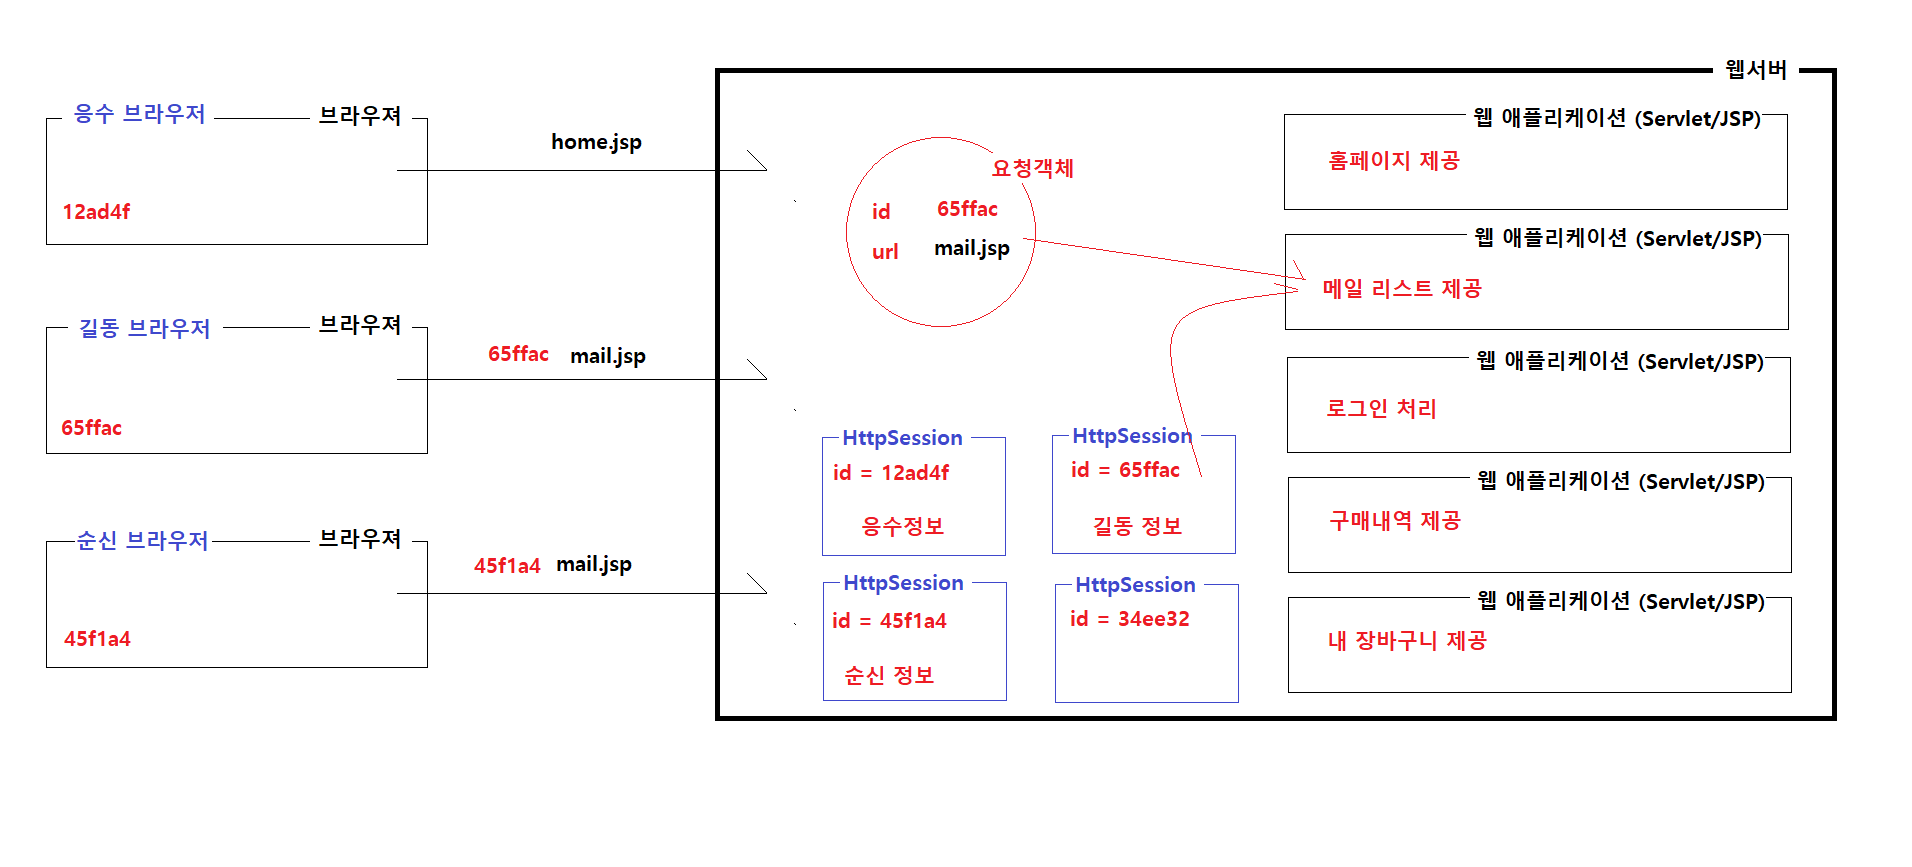 웹서버
응수 브라우저
브라우져
12ad4f
home.jsp
길동 브라우저
브라우져
65ffac
65ffac mail.jsp
순신 브라우저
브라우져
45f1a4
45f1a4 mail.jsp
요청객체
id 65ffac
url mail.jsp
HttpSession
id = 12ad4f
응수정보
HttpSession
id = 65ffac
길동 정보
HttpSession
id = 45f1a4
순신 정보
HttpSession
id = 34ee32
웹 애플리케이션 (Servlet/JSP)
홈페이지 제공
웹 애플리케이션 (Servlet/JSP)
메일 리스트 제공
웹 애플리케이션 (Servlet/JSP)
로그인 처리
웹 애플리케이션 (Servlet/JSP)
구매내역 제공
웹 애플리케이션 (Servlet/JSP)
내 장바구니 제공